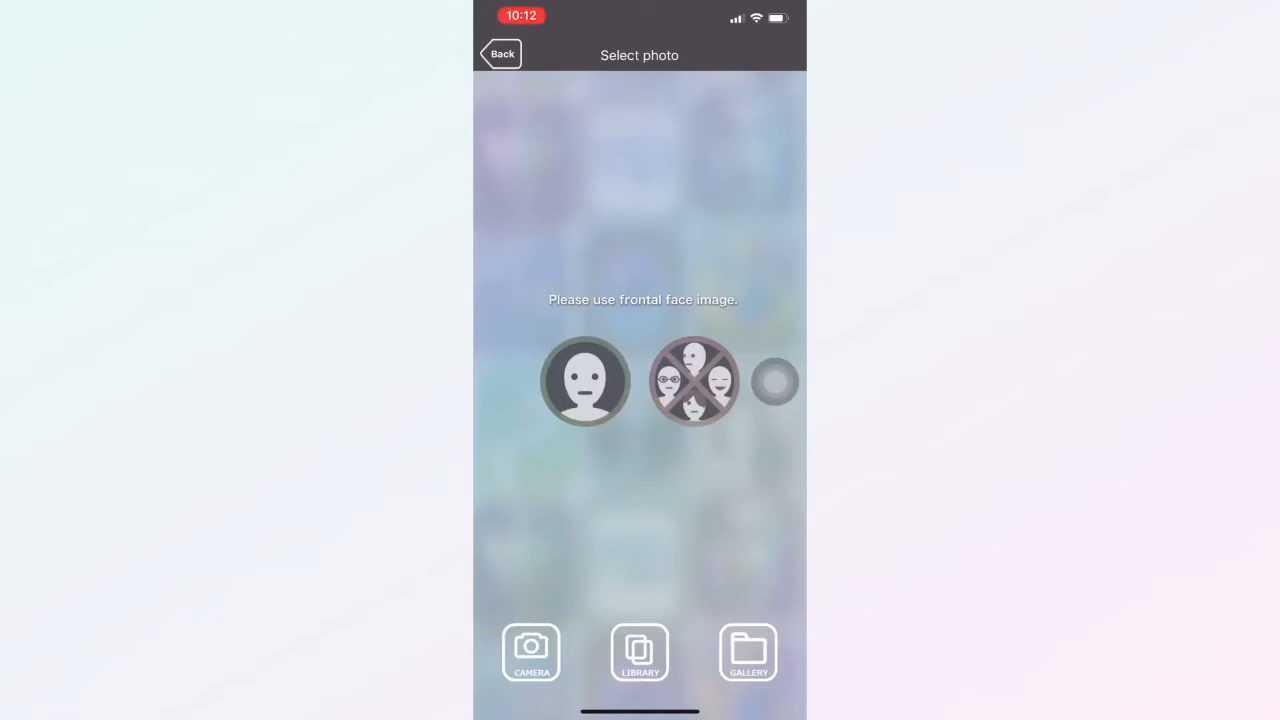 10:12
Back
Select photo
Please use frontal face image.
CAMERA
LIBRARY
GALLERY